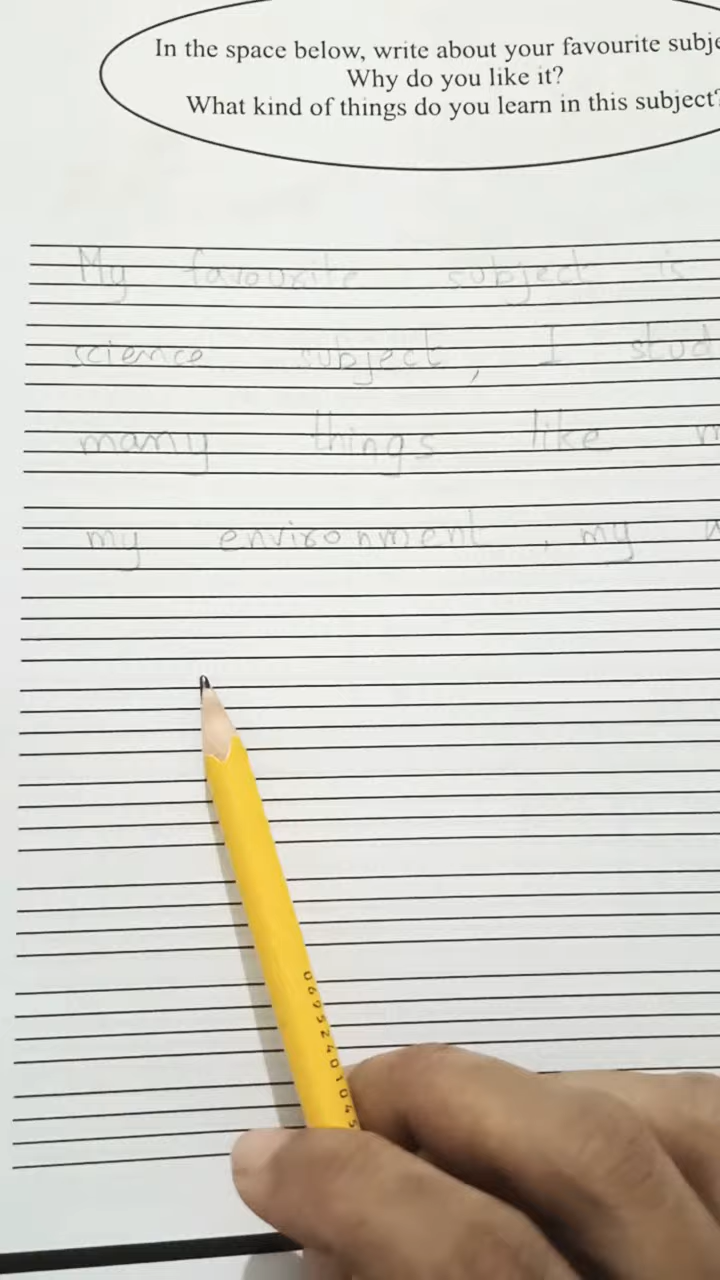 In the space below, write about your favourite subje
Why do you like it?
What kind of things do you learn in this subject?
My favourite subject is
science subject, I stud
many things like
my environment, my
06952401045